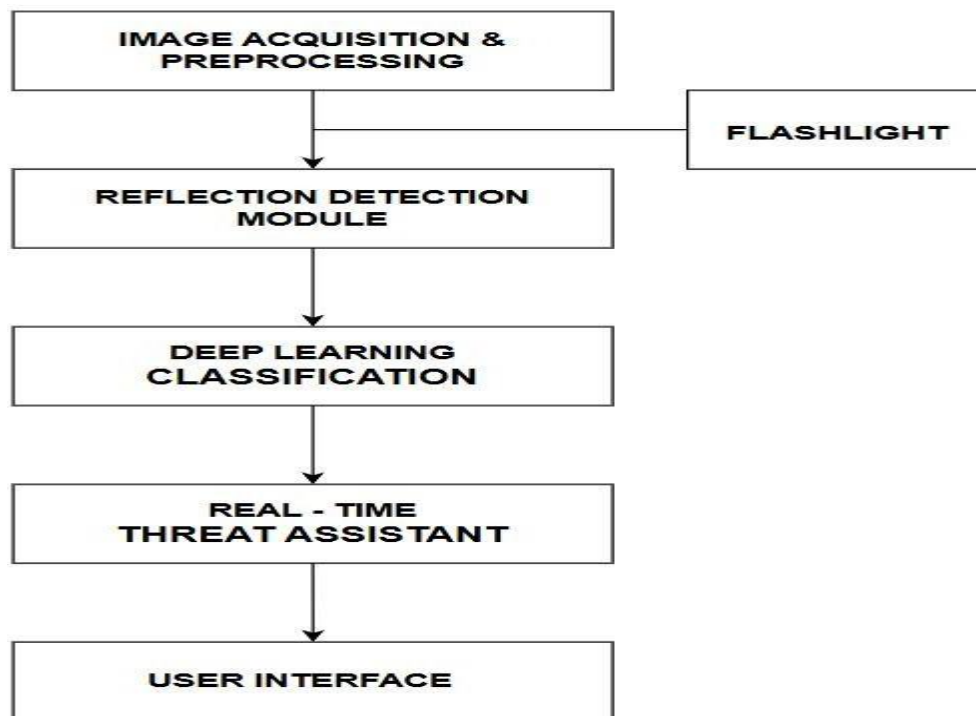 IMAGE ACQUISITION &
PREPROCESSING
FLASHLIGHT
REFLECTION DETECTION
MODULE
DEEP LEARNING
CLASSIFICATION
REAL - TIME
THREAT ASSISTANT
USER INTERFACE